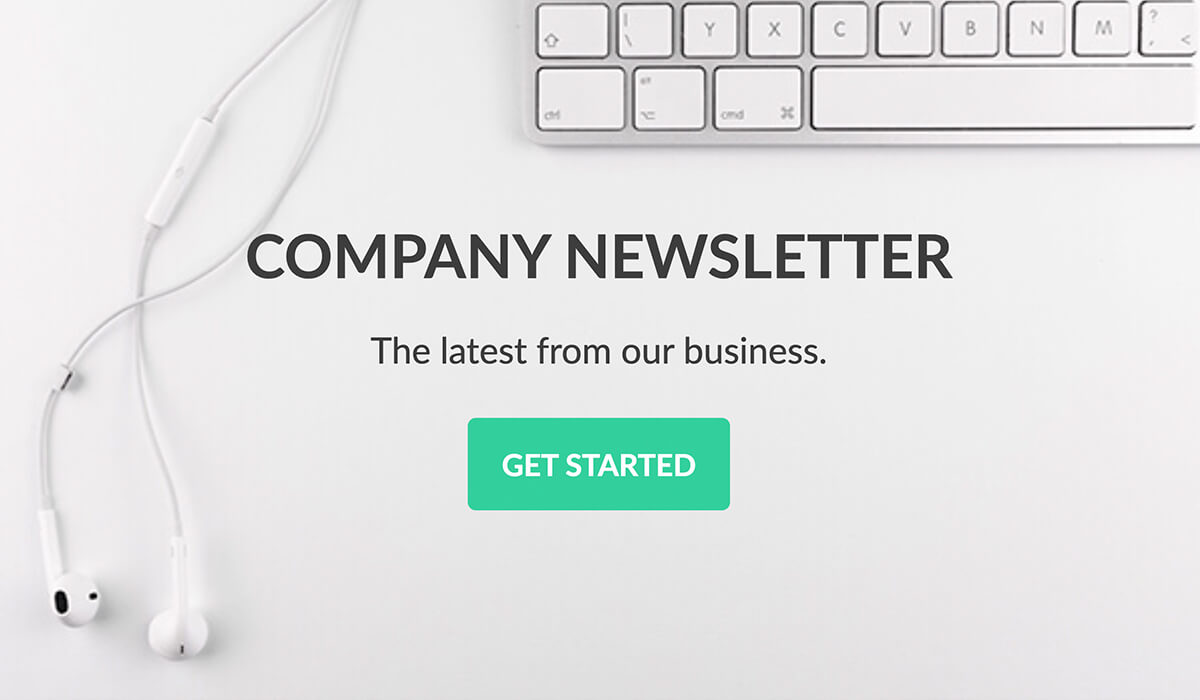 Y X C V B N M ? , <
| \
ctrl alt ⌥ cmd ⌘
COMPANY NEWSLETTER
The latest from our business.
GET STARTED